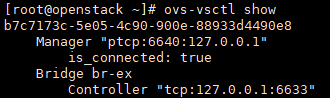 [root@openstack ~]# ovs-vsctl show
b7c7173c-5e05-4c90-900e-88933d4490e8
    Manager "ptcp:6640:127.0.0.1"
        is_connected: true
    Bridge br-ex
        Controller "tcp:127.0.0.1:6633"